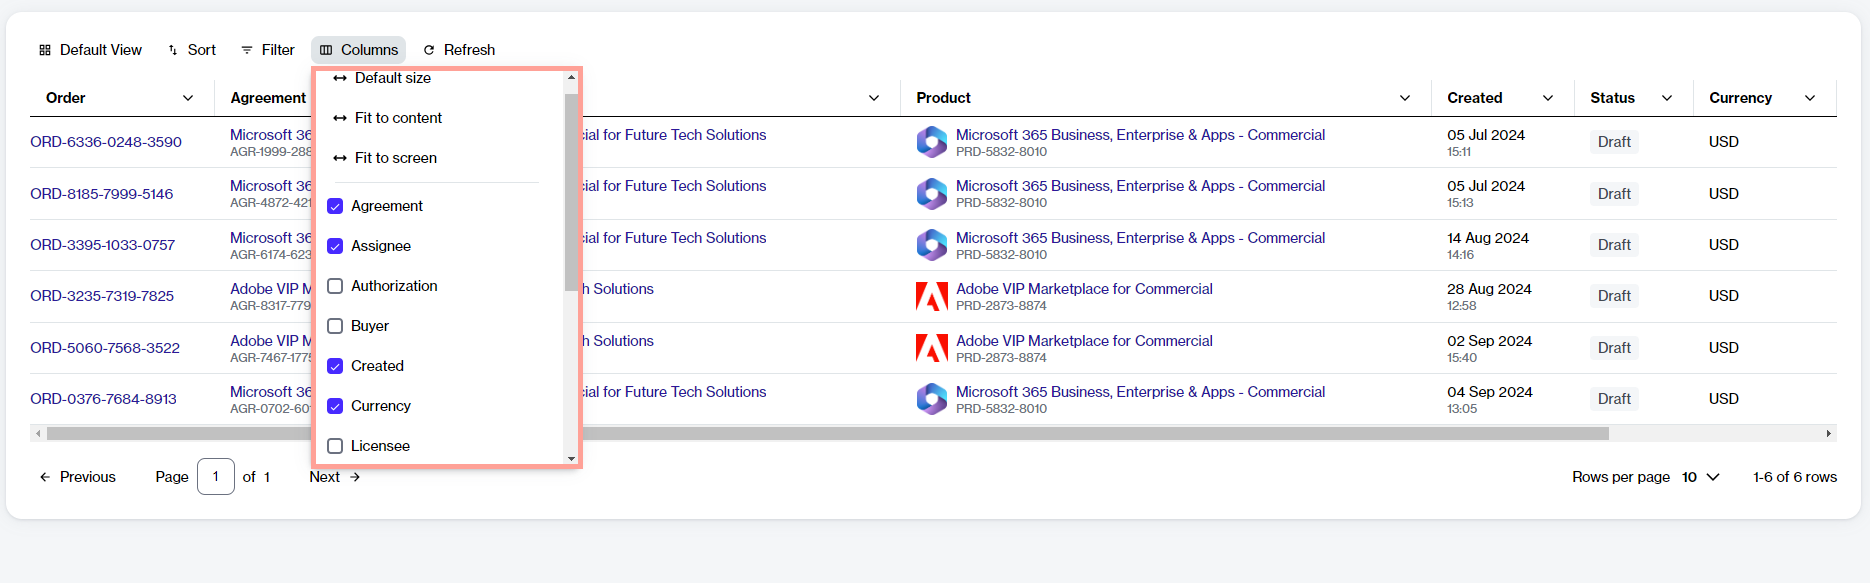 Default View Sort Filter Columns Refresh
Default size
Fit to content
Fit to screen
Agreement
Assignee
Authorization
Buyer
Created
Currency
Licensee
Order Agreement Product Created Status Currency
ORD-6336-0248-3590 Microsoft 36 cial for Future Tech Solutions Microsoft 365 Business, Enterprise & Apps - Commercial 05 Jul 2024 Draft USD
AGR-1999-288 PRD-5832-8010 15:11
ORD-8185-7999-5146 Microsoft 36 cial for Future Tech Solutions Microsoft 365 Business, Enterprise & Apps - Commercial 05 Jul 2024 Draft USD
AGR-4872-421 PRD-5832-8010 15:13
ORD-3395-1033-0757 Microsoft 36 cial for Future Tech Solutions Microsoft 365 Business, Enterprise & Apps - Commercial 14 Aug 2024 Draft USD
AGR-6174-623 PRD-5832-8010 14:16
ORD-3235-7319-7825 Adobe VIP M h Solutions Adobe VIP Marketplace for Commercial 28 Aug 2024 Draft USD
AGR-8317-779 PRD-2873-8874 12:58
ORD-5060-7568-3522 Adobe VIP M h Solutions Adobe VIP Marketplace for Commercial 02 Sep 2024 Draft USD
AGR-7467-1775 PRD-2873-8874 15:40
ORD-0376-7684-8913 Microsoft 36 cial for Future Tech Solutions Microsoft 365 Business, Enterprise & Apps - Commercial 04 Sep 2024 Draft USD
AGR-0702-601 PRD-5832-8010 13:05
Previous Page 1 of 1 Next Rows per page 10 1-6 of 6 rows